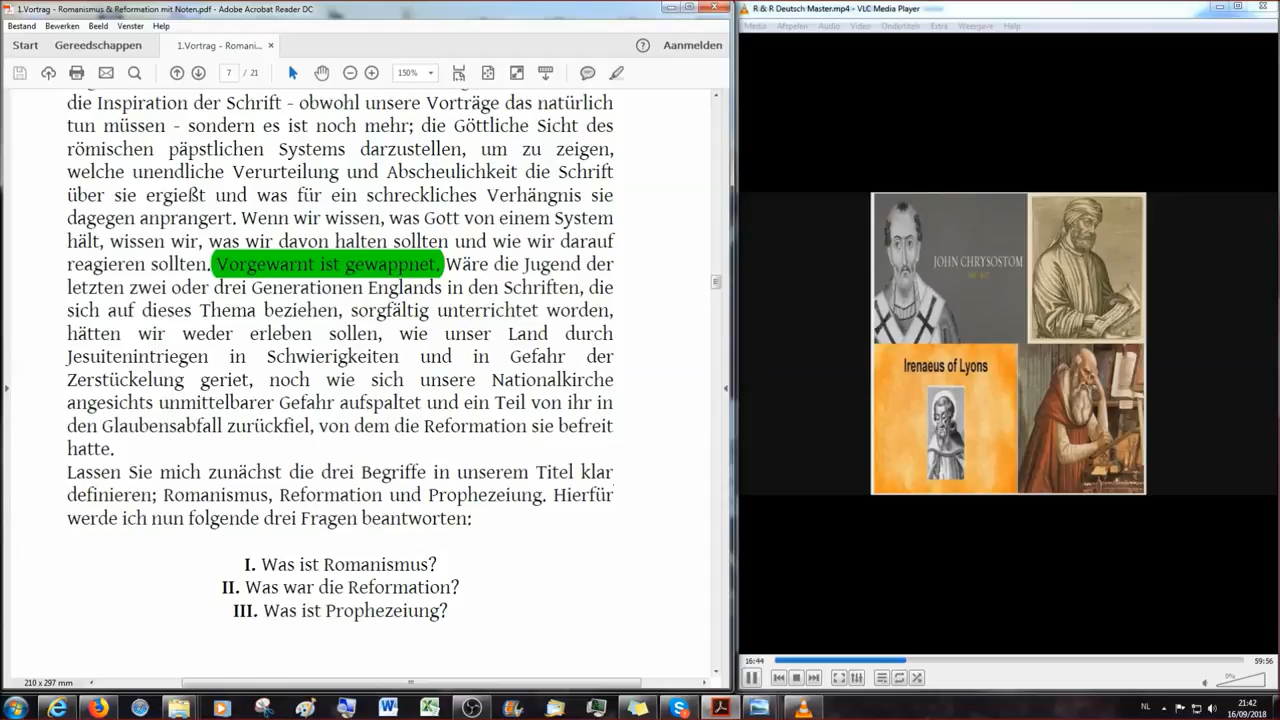 1.Vortrag - Romanismus & Reformation mit Noten.pdf - Adobe Acrobat Reader DC
Bestand Bewerken Beeld Venster Help
Start Gereedschappen 1.Vortrag - Romani... × Aanmelden
7 / 21 150%
die Inspiration der Schrift - obwohl unsere Vorträge das natürlich
tun müssen - sondern es ist noch mehr; die Göttliche Sicht des
römischen päpstlichen Systems darzustellen, um zu zeigen,
welche unendliche Verurteilung und Abscheulichkeit die Schrift
über sie ergießt und was für ein schreckliches Verhängnis sie
dagegen anprangert. Wenn wir wissen, was Gott von einem System
hält, wissen wir, was wir davon halten sollten und wie wir darauf
reagieren sollten. Vorgewarnt ist gewappnet. Wäre die Jugend der
letzten zwei oder drei Generationen Englands in den Schriften, die
sich auf dieses Thema beziehen, sorgfältig unterrichtet worden,
hätten wir weder erleben sollen, wie unser Land durch
Jesuitenintriegen in Schwierigkeiten und in Gefahr der
Zerstückelung geriet, noch wie sich unsere Nationalkirche
angesichts unmittelbarer Gefahr aufspaltet und ein Teil von ihr in
den Glaubensabfall zurückfiel, von dem die Reformation sie befreit
hatte.
Lassen Sie mich zunächst die drei Begriffe in unserem Titel klar
definieren; Romanismus, Reformation und Prophezeiung. Hierfür
werde ich nun folgende drei Fragen beantworten:
I. Was ist Romanismus?
II. Was war die Reformation?
III. Was ist Prophezeiung?
210 x 297 mm
R & R Deutsch Master.mp4 - VLC Media Player
Media Afspelen Audio Video Ondertitels Extra Weergave Help
JOHN CHRYSOSTOM
Irenaeus of Lyons
16:44 59:56
0%
NL 21:42
16/09/2018